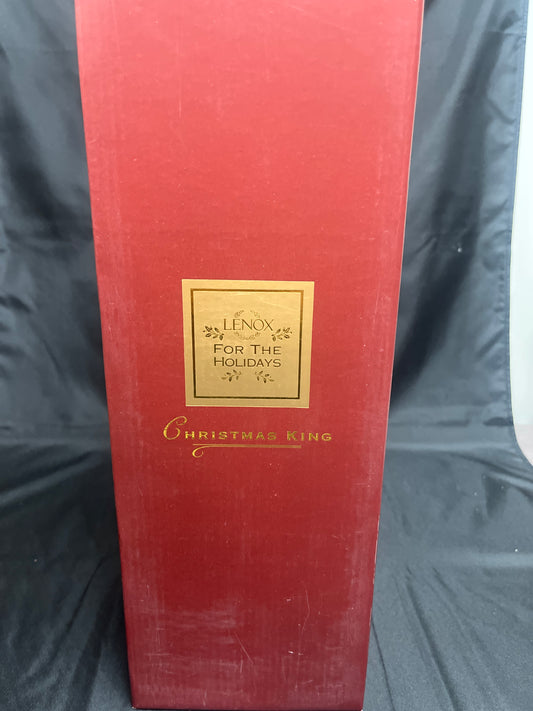 LENOX
FOR THE
HOLIDAYS
CHRISTMAS KING